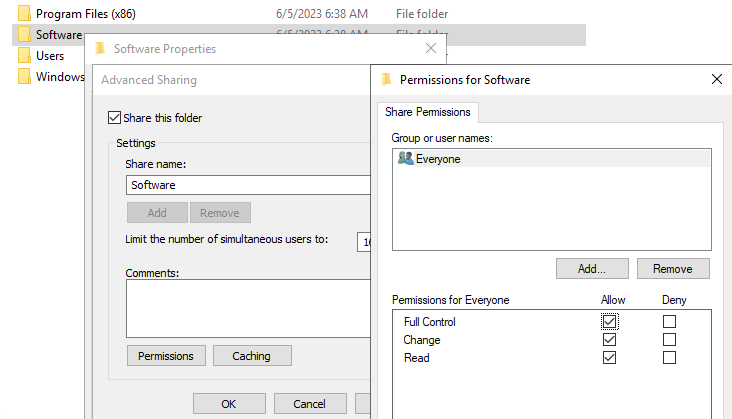 Program Files (x86) 6/5/2023 6:38 AM File folder
Software 6/5/2023 6:38 AM File folder
Users
Windows
Software Properties
Advanced Sharing
Share this folder
Settings
Share name:
Software
Add Remove
Limit the number of simultaneous users to:
Comments:
Permissions Caching
OK Cancel
Permissions for Software
Share Permissions
Group or user names:
Everyone
Add... Remove
Permissions for Everyone Allow Deny
Full Control
Change
Read